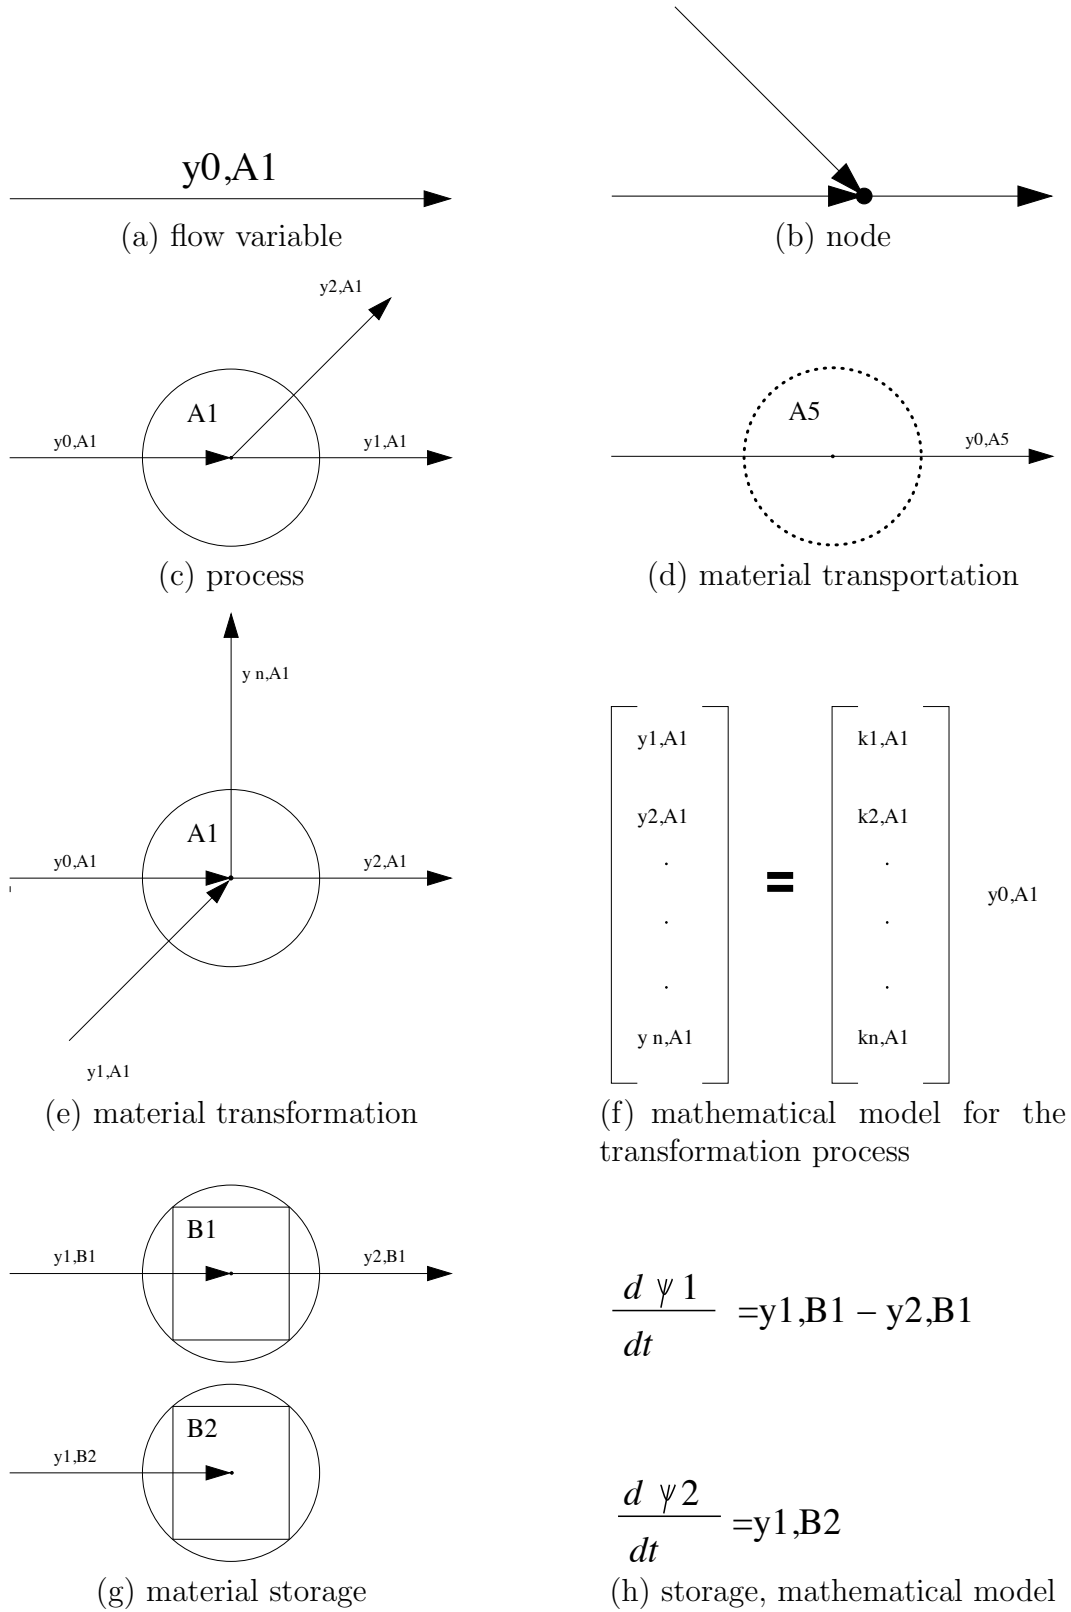 y0,A1
(a) flow variable
(b) node
y2,A1
A1
y0,A1
y1,A1
(c) process
A5
y0,A5
(d) material transportation
y n,A1
A1
y0,A1
y2,A1
y1,A1
(e) material transformation
y1,A1
y2,A1
.
.
.
y n,A1
=
k1,A1
k2,A1
.
.
.
kn,A1
y0,A1
(f) mathematical model for the
transformation process
B1
y1,B1
y2,B1
B2
y1,B2
(g) material storage
d ψ 1
dt
=y1,B1 – y2,B1
d ψ 2
dt
=y1,B2
(h) storage, mathematical model